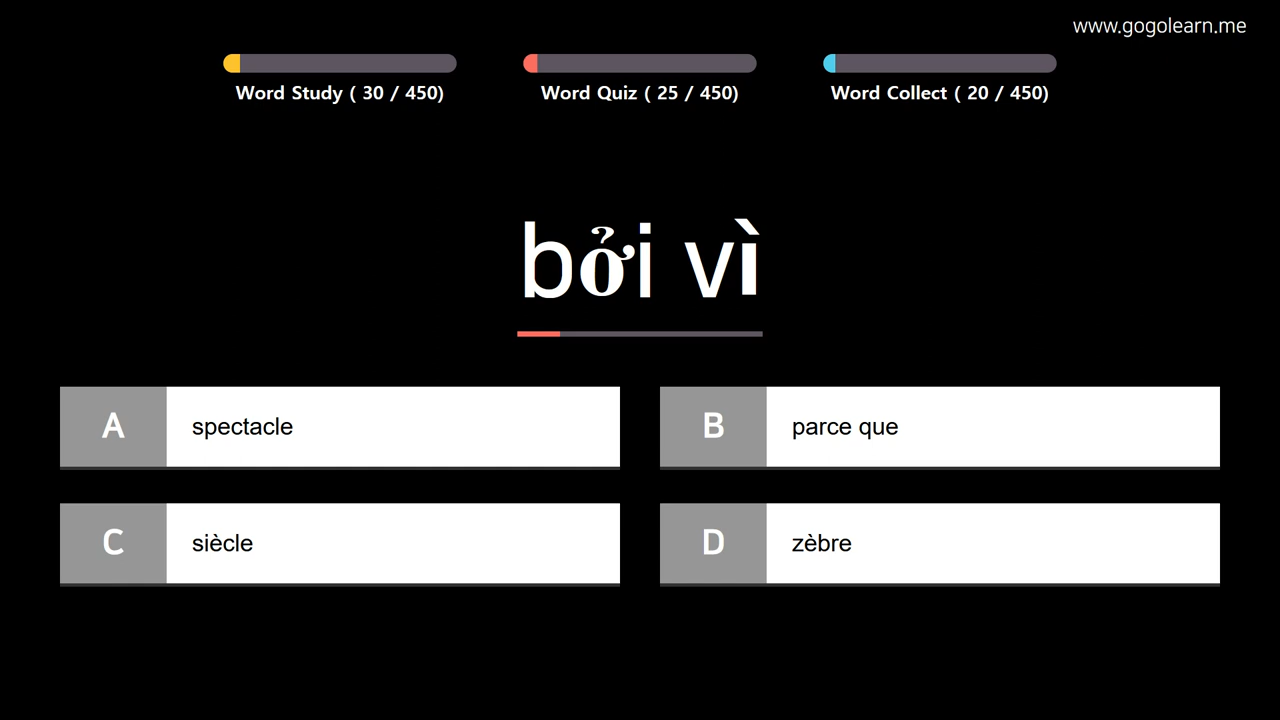 www.gogolearn.me
Word Study ( 30 / 450)
Word Quiz ( 25 / 450)
Word Collect ( 20 / 450)
bởi vì
A
spectacle
B
parce que
C
siècle
D
zèbre